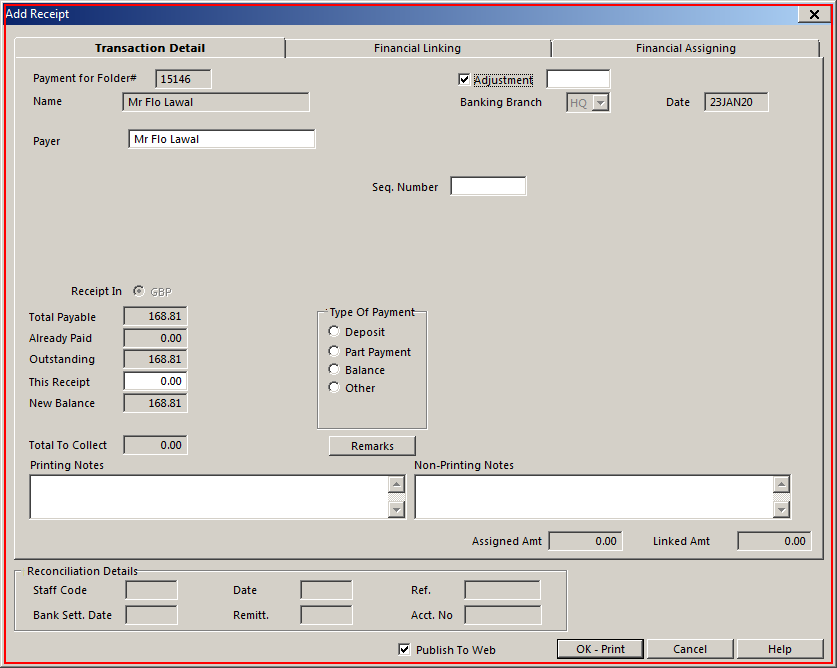 Add Receipt
Transaction Detail Financial Linking Financial Assigning
Payment for Folder# 15146 Adjustment
Name Mr Flo Lawal Banking Branch HQ Date 23JAN20
Payer Mr Flo Lawal
Seq. Number
Receipt In GBP
Total Payable 168.81 Type Of Payment
Already Paid 0.00 Deposit
Outstanding 168.81 Part Payment
This Receipt 0.00 Balance
New Balance 168.81 Other
Total To Collect 0.00 Remarks
Printing Notes Non-Printing Notes
Assigned Amt 0.00 Linked Amt 0.00
Reconciliation Details
Staff Code Date Ref.
Bank Sett. Date Remitt. Acct. No
Publish To Web OK - Print Cancel Help